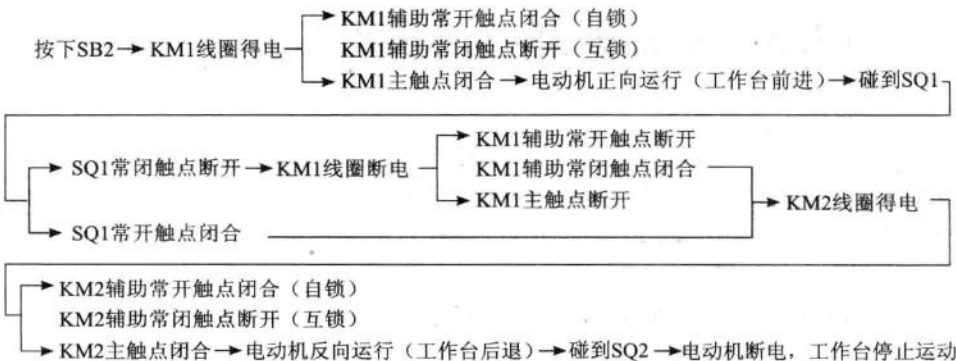 KM1辅助常开触点闭合（自锁）
按下SB2→KM1线圈得电
KM1辅助常闭触点断开（互锁）
KM1主触点闭合→电动机正向运行（工作台前进）→碰到SQ1
KM1辅助常开触点断开
SQ1常闭触点断开→KM1线圈断电
KM1辅助常闭触点闭合
KM1主触点断开
KM2线圈得电
SQ1常开触点闭合
KM2辅助常开触点闭合（自锁）
KM2辅助常闭触点断开（互锁）
KM2主触点闭合→电动机反向运行（工作台后退）→碰到SQ2→电动机断电，工作台停止运动